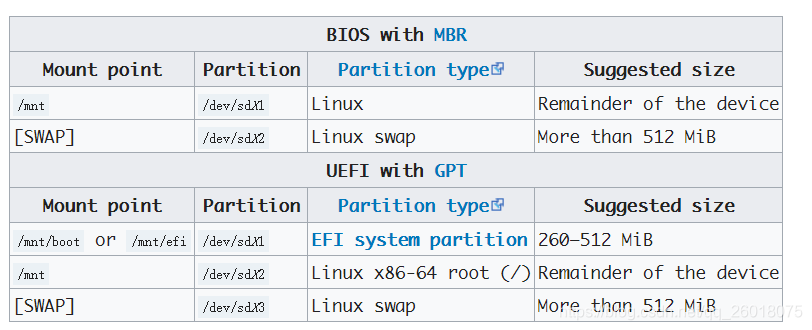 BIOS with MBR
Mount point Partition Partition type Suggested size
/mnt /dev/sdX1 Linux Remainder of the device
[SWAP] /dev/sdX2 Linux swap More than 512 MiB
UEFI with GPT
Mount point Partition Partition type Suggested size
/mnt/boot or /mnt/efi /dev/sdX1 EFI system partition 260–512 MiB
/mnt /dev/sdX2 Linux x86-64 root (/) Remainder of the device
[SWAP] /dev/sdX3 Linux swap More than 512 MiB
https://blog.csdn.net/qq_26018075